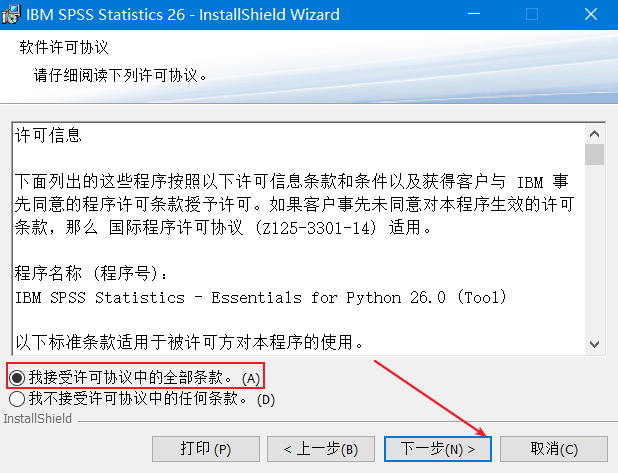 IBM SPSS Statistics 26 - InstallShield Wizard
软件许可协议
请仔细阅读下列许可协议。
许可信息
下面列出的这些程序按照以下许可信息条款和条件以及获得客户与 IBM 事
先同意的程序许可条款授予许可。如果客户事先未同意对本程序生效的许可
条款，那么 国际程序许可协议 (Z125-3301-14) 适用。
程序名称 (程序号):
IBM SPSS Statistics - Essentials for Python 26.0 (Tool)
以下标准条款适用于被许可方对本程序的使用。
我接受许可协议中的全部条款。(A)
我不接受许可协议中的任何条款。(D)
InstallShield
打印 (P)
< 上一步(B)
下一步(N) >
取消(C)